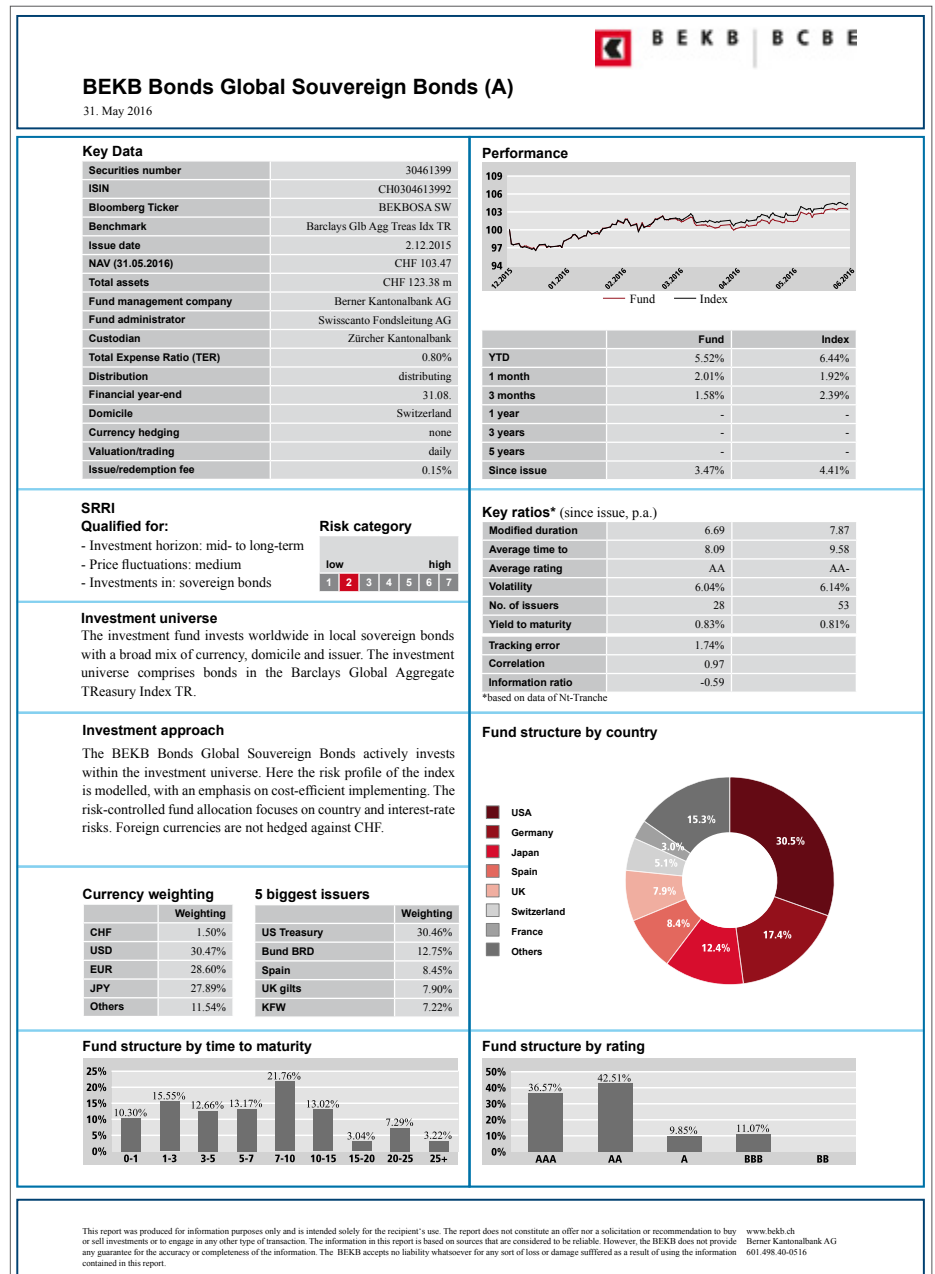 BEKB | BCBE
BEKB Bonds Global Souvereign Bonds (A)
31. May 2016
Key Data
Securities number 30461399
ISIN CH0304613992
Bloomberg Ticker BEKBOSA SW
Benchmark Barclays Glb Agg Treas Idx TR
Issue date 2.12.2015
NAV (31.05.2016) CHF 103.47
Total assets CHF 123.38 m
Fund management company Berner Kantonalbank AG
Fund administrator Swisscanto Fondsleitung AG
Custodian Zürcher Kantonalbank
Total Expense Ratio (TER) 0.80%
Distribution distributing
Financial year-end 31.08.
Domicile Switzerland
Currency hedging none
Valuation/trading daily
Issue/redemption fee 0.15%
Performance
109
106
103
100
97
94
12.2015 01.2016 02.2016 03.2016 04.2016 05.2016 06.2016
Fund Index
Fund Index
YTD 5.52% 6.44%
1 month 2.01% 1.92%
3 months 1.58% 2.39%
1 year - -
3 years - -
5 years - -
Since issue 3.47% 4.41%
SRRI
Qualified for:
- Investment horizon: mid- to long-term
- Price fluctuations: medium
- Investments in: sovereign bonds
Risk category
low high
1 2 3 4 5 6 7
Key ratios* (since issue, p.a.)
Modified duration 6.69 7.87
Average time to 8.09 9.58
Average rating AA AA-
Volatility 6.04% 6.14%
No. of issuers 28 53
Yield to maturity 0.83% 0.81%
Tracking error 1.74%
Correlation 0.97
Information ratio -0.59
*based on data of Nt-Tranche
Investment universe
The investment fund invests worldwide in local sovereign bonds
with a broad mix of currency, domicile and issuer. The investment
universe comprises bonds in the Barclays Global Aggregate
TReasury Index TR.
Investment approach
The BEKB Bonds Global Souvereign Bonds actively invests
within the investment universe. Here the risk profile of the index
is modelled, with an emphasis on cost-efficient implementing. The
risk-controlled fund allocation focuses on country and interest-rate
risks. Foreign currencies are not hedged against CHF.
Fund structure by country
USA
Germany
Japan
Spain
UK
Switzerland
France
Others
30.5%
17.4%
12.4%
8.4%
7.9%
5.1%
3.0%
15.3%
Currency weighting
Weighting
CHF 1.50%
USD 30.47%
EUR 28.60%
JPY 27.89%
Others 11.54%
5 biggest issuers
Weighting
US Treasury 30.46%
Bund BRD 12.75%
Spain 8.45%
UK gilts 7.90%
KFW 7.22%
Fund structure by time to maturity
25%
20%
15%
10%
5%
0%
10.30% 15.55% 12.66% 13.17% 21.76% 13.02% 3.04% 7.29% 3.22%
0-1 1-3 3-5 5-7 7-10 10-15 15-20 20-25 25+
Fund structure by rating
50%
40%
30%
20%
10%
0%
36.57% 42.51% 9.85% 11.07%
AAA AA A BBB BB
This report was produced for information purposes only and is intended solely for the recipient's use. The report does not constitute an offer nor a solicitation or recommendation to buy
or sell investments or to engage in any other type of transaction. The information in this report is based on sources that are considered to be reliable. However, the BEKB does not provide
any guarantee for the accuracy or completeness of the information. The BEKB accepts no liability whatsoever for any sort of loss or damage sufffered as a result of using the information
contained in this report.
www.bekb.ch
Berner Kantonalbank AG
601.498.40-0516